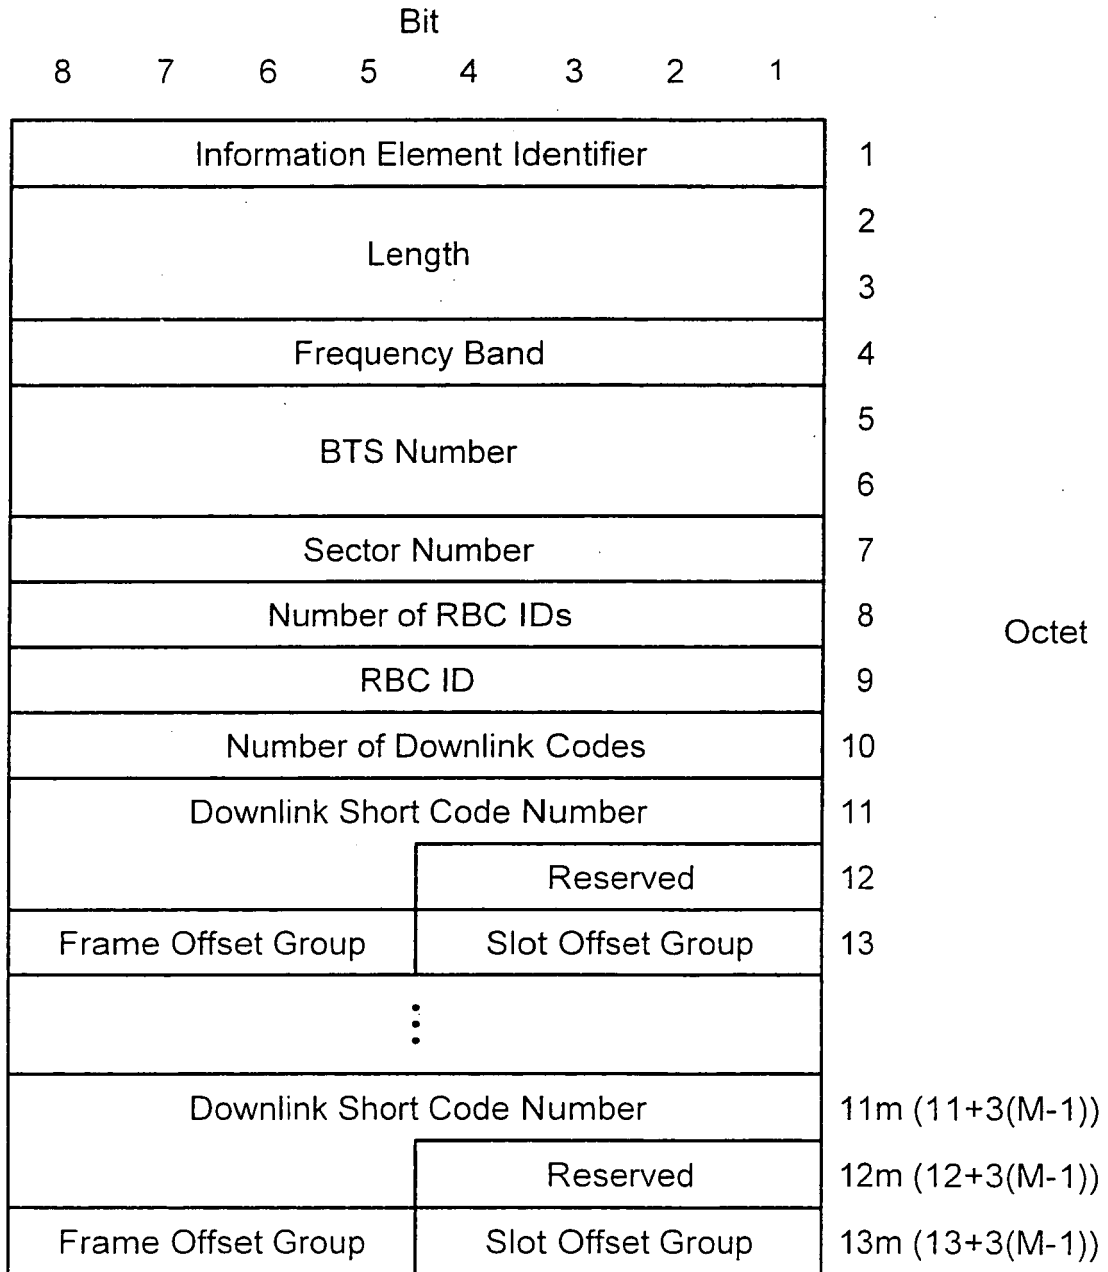 Bit
8 7 6 5 4 3 2 1
Information Element Identifier 1
2
Length
3
Frequency Band 4
5
BTS Number
6
Sector Number 7
Number of RBC IDs 8
Octet
RBC ID 9
Number of Downlink Codes 10
Downlink Short Code Number 11
Reserved 12
Frame Offset Group Slot Offset Group 13
⋮
Downlink Short Code Number 11m (11+3(M-1))
Reserved 12m (12+3(M-1))
Frame Offset Group Slot Offset Group 13m (13+3(M-1))